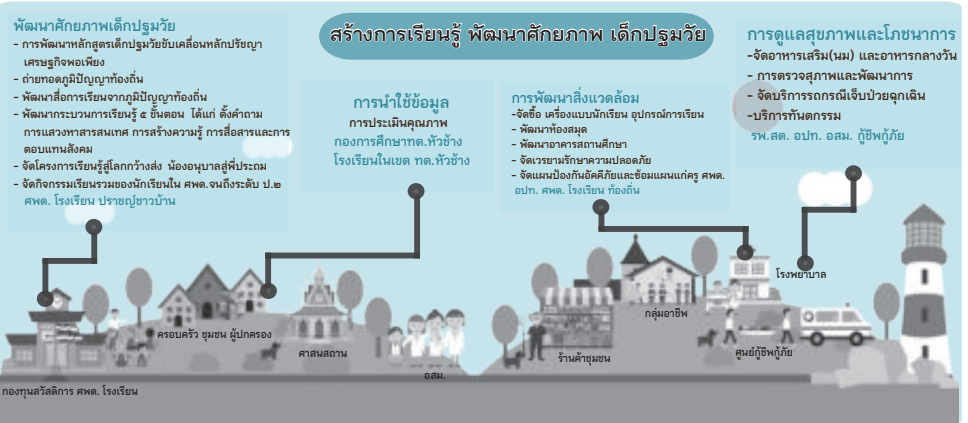 สร้างการเรียนรู้ พัฒนาศักยภาพ เด็กปฐมวัย
พัฒนาศักยภาพเด็กปฐมวัย
- การพัฒนาหลักสูตรเด็กปฐมวัยขับเคลื่อนหลักปรัชญา
เศรษฐกิจพอเพียง
- ถ่ายทอดภูมิปัญญาท้องถิ่น
- พัฒนาสื่อการเรียนจากภูมิปัญญาท้องถิ่น
- พัฒนากระบวนการเรียนรู้ ๕ ขั้นตอน ได้แก่ ตั้งคำถาม
การแสวงหาสารสนเทศ การสร้างความรู้ การสื่อสารและการ
ตอบแทนสังคม
- จัดโครงการเรียนรู้สู่โลกกว้างส่ง น้องอนุบาลสู่พี่ประถม
- จัดกิจกรรมเรียนรวมของนักเรียนใน ศพด.จนถึงระดับ ป.๒
ศพด. โรงเรียน ปราชญ์ชาวบ้าน
การนำใช้ข้อมูล
การประเมินคุณภาพ
กองการศึกษาทต.หัวช้าง
โรงเรียนในเขต ทต.หัวช้าง
การพัฒนาสิ่งแวดล้อม
- จัดซื้อ เครื่องแบบนักเรียน อุปกรณ์การเรียน
- พัฒนาห้องสมุด
- พัฒนาอาคารสถานศึกษา
- จัดเวรยามรักษาความปลอดภัย
- จัดแผนป้องกันอัคคีภัยและซ้อมแผนแก่ครู ศพด.
อปท. ศพด. โรงเรียน ท้องถิ่น
การดูแลสุขภาพและโภชนาการ
-จัดอาหารเสริม(นม) และอาหารกลางวัน
- การตรวจสุภาพและพัฒนาการ
- จัดบริการรถกรณีเจ็บป่วยฉุกเฉิน
-บริการทันตกรรม
รพ.สต. อปท. อสม. กู้ชีพกู้ภัย
โรงพยาบาล
กลุ่มอาชีพ
ครอบครัว ชุมชน ผู้ปกครอง
ศาสนสถาน
ร้านค้าชุมชน
ศูนย์กู้ชีพกู้ภัย
อสม.
กองทุนสวัสดิการ ศพด. โรงเรียน